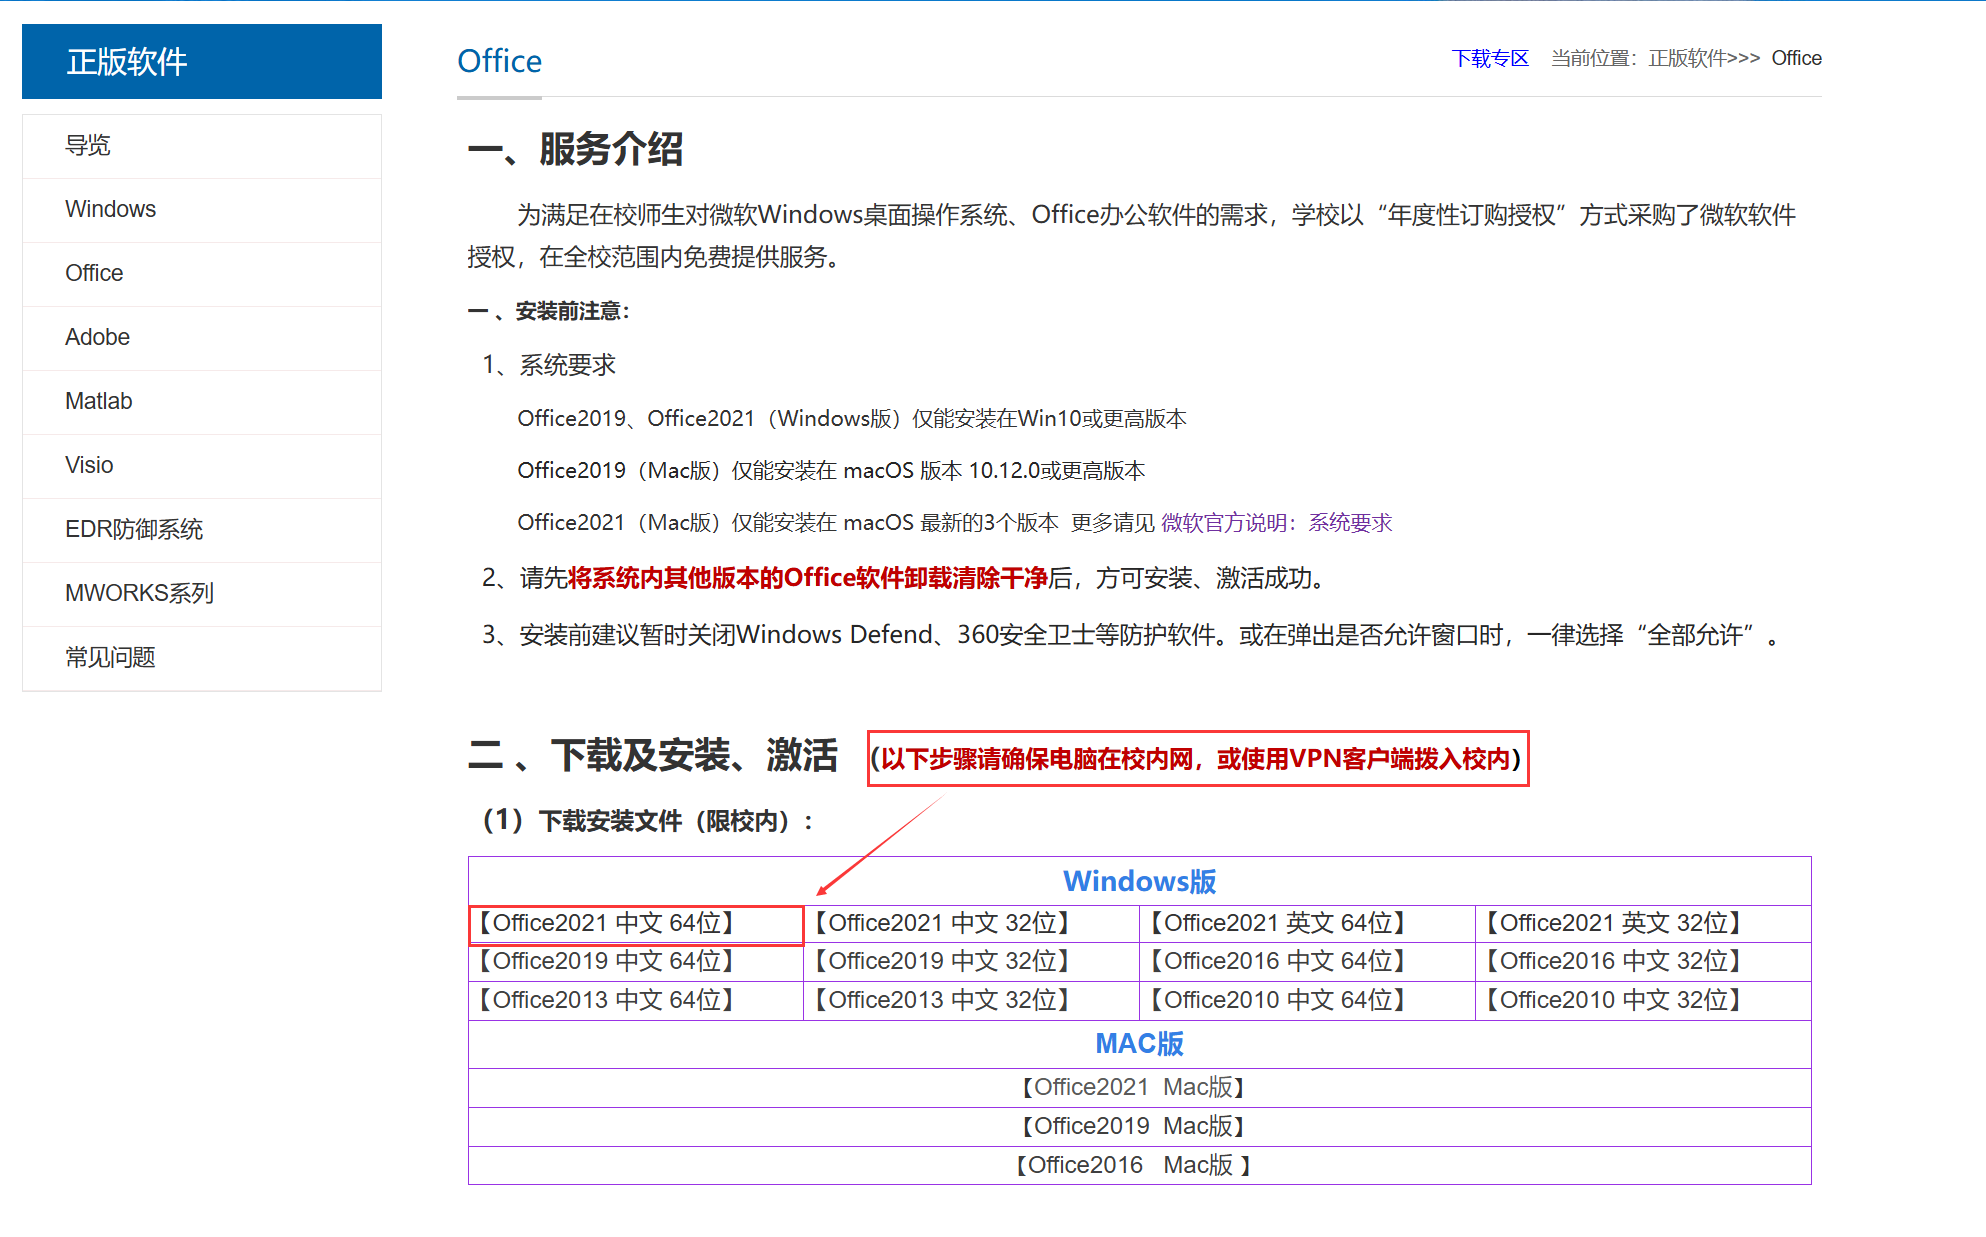 正版软件
导览
Windows
Office
Adobe
Matlab
Visio
EDR防御系统
MWORKS系列
常见问题
Office
下载专区 当前位置：正版软件>>> Office
一、服务介绍
为满足在校师生对微软Windows桌面操作系统、Office办公软件的需求，学校以“年度性订购授权”方式采购了微软软件
授权，在全校范围内免费提供服务。
一 、安装前注意：
1、系统要求
Office2019、Office2021（Windows版）仅能安装在Win10或更高版本
Office2019（Mac版）仅能安装在 macOS 版本 10.12.0或更高版本
Office2021（Mac版）仅能安装在 macOS 最新的3个版本 更多请见 微软官方说明：系统要求
2、请先将系统内其他版本的Office软件卸载清除干净后，方可安装、激活成功。
3、安装前建议暂时关闭Windows Defend、360安全卫士等防护软件。或在弹出是否允许窗口时，一律选择“全部允许”。
二 、下载及安装、激活 (以下步骤请确保电脑在校内网，或使用VPN客户端拨入校内)
（1）下载安装文件（限校内）：
Windows版
【Office2021 中文 64位】 【Office2021 中文 32位】 【Office2021 英文 64位】 【Office2021 英文 32位】
【Office2019 中文 64位】 【Office2019 中文 32位】 【Office2016 中文 64位】 【Office2016 中文 32位】
【Office2013 中文 64位】 【Office2013 中文 32位】 【Office2010 中文 64位】 【Office2010 中文 32位】
MAC版
【Office2021 Mac版】
【Office2019 Mac版】
【Office2016 Mac版 】